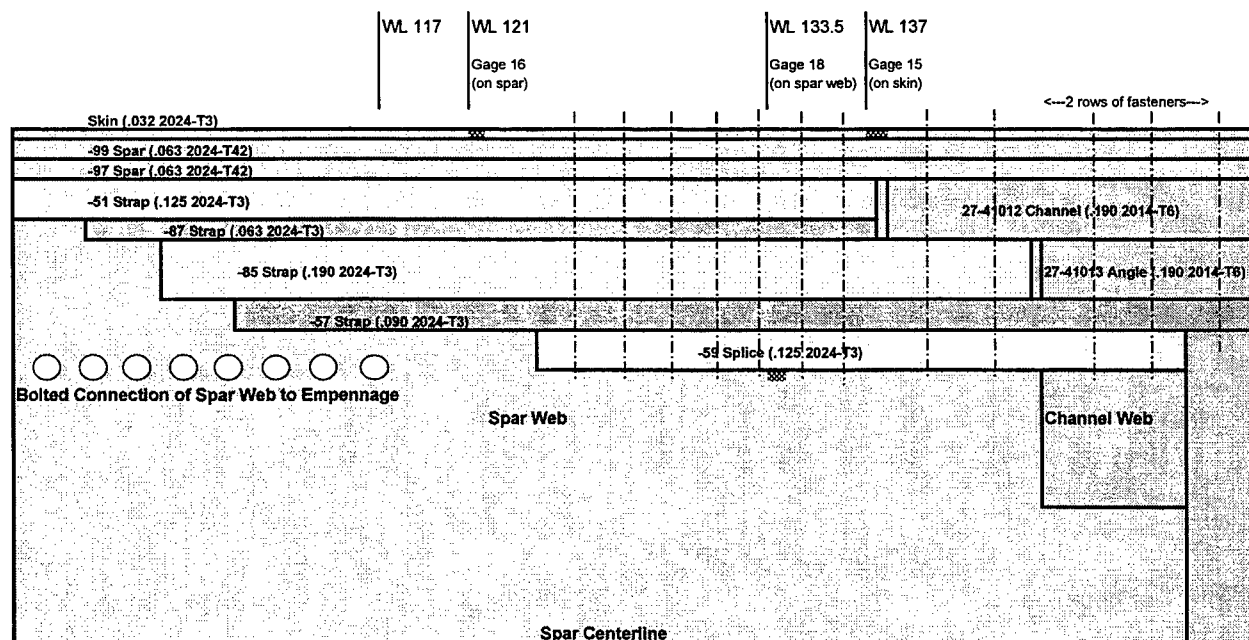 WL 117
WL 121
WL 133.5
WL 137
Gage 16
(on spar)
Gage 18
(on spar web)
Gage 15
(on skin)
<---2 rows of fasteners--->
Skin (.032 2024-T3)
-99 Spar (.063 2024-T42)
-97 Spar (.063 2024-T42)
-51 Strap (.125 2024-T3)
27-41012 Channel (.190 2014-T6)
-87 Strap (.063 2024-T3)
-85 Strap (.190 2024-T3)
27-41013 Angle (.190 2014-T6)
-57 Strap (.090 2024-T3)
-59 Splice (.125 2024-T3)
Bolted Connection of Spar Web to Empennage
Spar Web
Channel Web
Spar Centerline